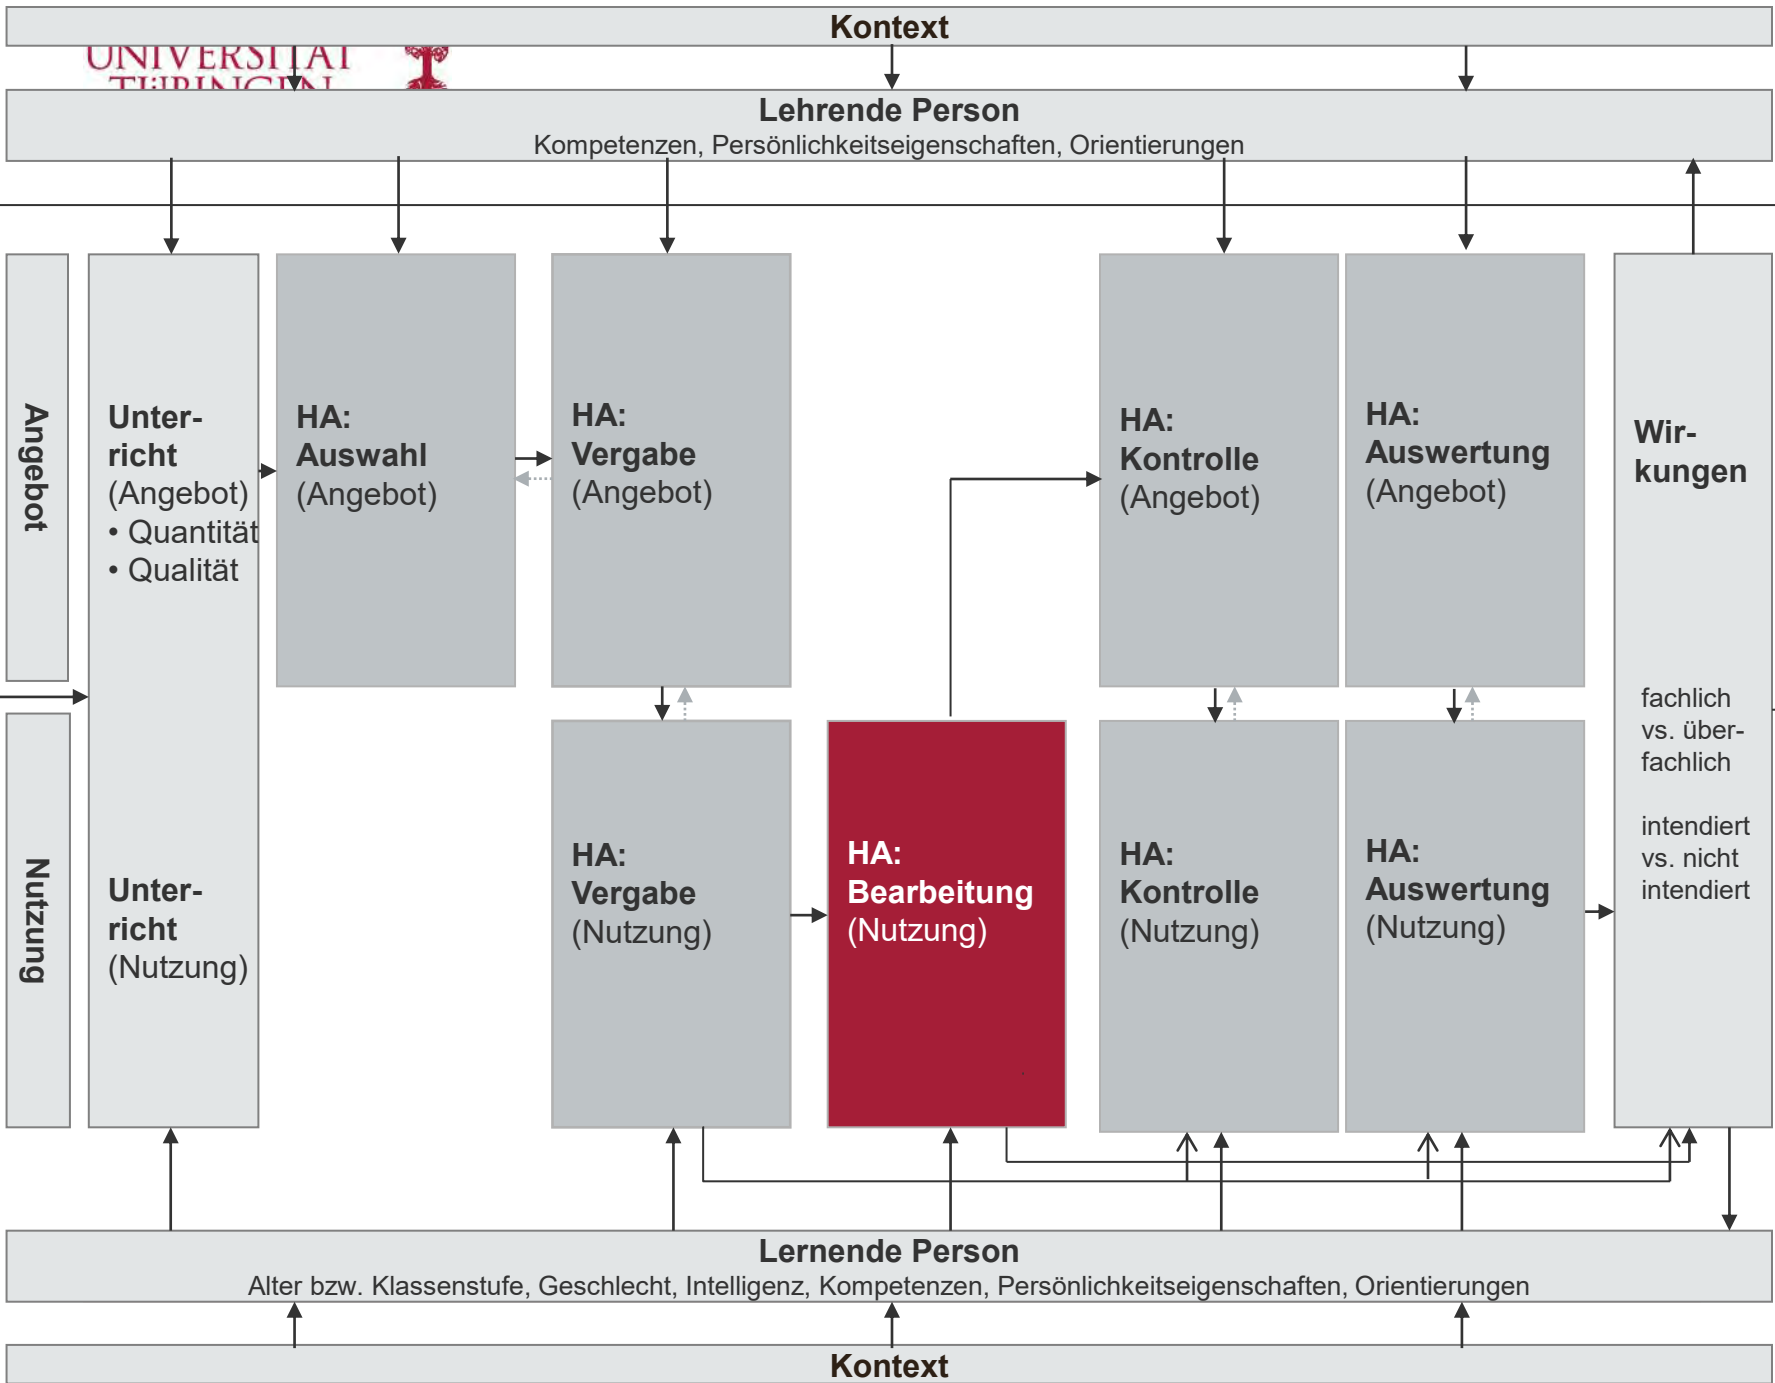 Kontext
UNIVERSITÄT
TÜBINGEN
Lehrende Person
Kompetenzen, Persönlichkeitseigenschaften, Orientierungen
Angebot
Unter-
richt
(Angebot)
• Quantität
• Qualität
HA:
Auswahl
(Angebot)
HA:
Vergabe
(Angebot)
HA:
Kontrolle
(Angebot)
HA:
Auswertung
(Angebot)
Wir-
kungen
fachlich
vs. über-
fachlich
intendiert
vs. nicht
intendiert
Nutzung
Unter-
richt
(Nutzung)
HA:
Vergabe
(Nutzung)
HA:
Bearbeitung
(Nutzung)
HA:
Kontrolle
(Nutzung)
HA:
Auswertung
(Nutzung)
Lernende Person
Alter bzw. Klassenstufe, Geschlecht, Intelligenz, Kompetenzen, Persönlichkeitseigenschaften, Orientierungen
Kontext